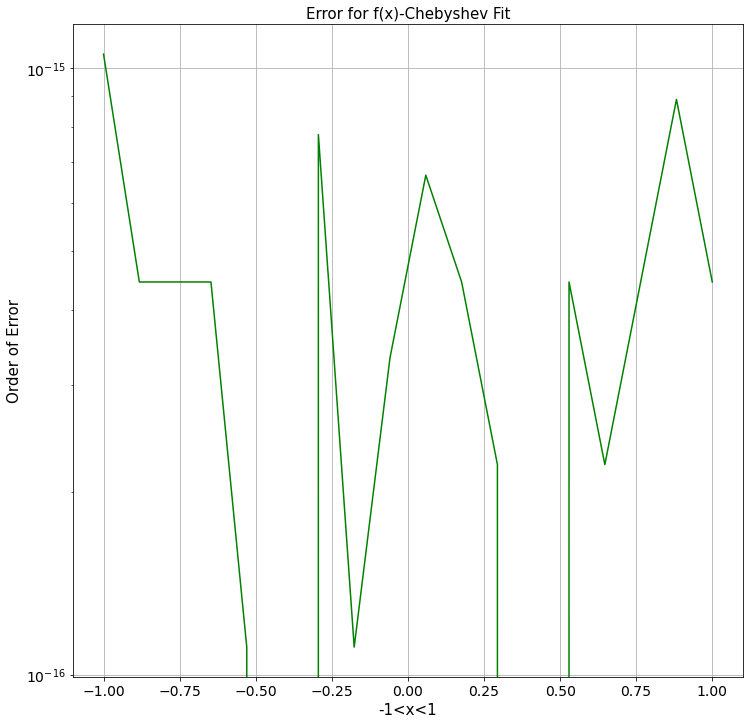 Error for f(x)-Chebyshev Fit
Order of Error
10⁻¹⁵
10⁻¹⁶
−1.00 −0.75 −0.50 −0.25 0.00 0.25 0.50 0.75 1.00
-1<x<1